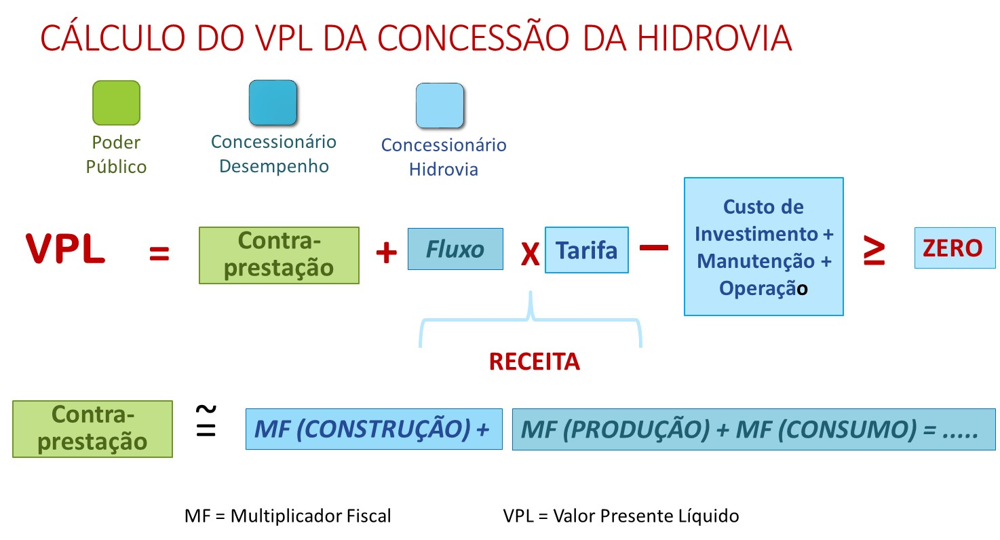 CÁLCULO DO VPL DA CONCESSÃO DA HIDROVIA
Poder
Público
Concessionário
Desempenho
Concessionário
Hidrovia
VPL = Contra-
prestação + Fluxo x Tarifa –
Custo de
Investimento +
Manutenção +
Operação
≥ ZERO
RECEITA
Contra-
prestação ≅ MF (CONSTRUÇÃO) + MF (PRODUÇÃO) + MF (CONSUMO) = .....
MF = Multiplicador Fiscal
VPL = Valor Presente Líquido